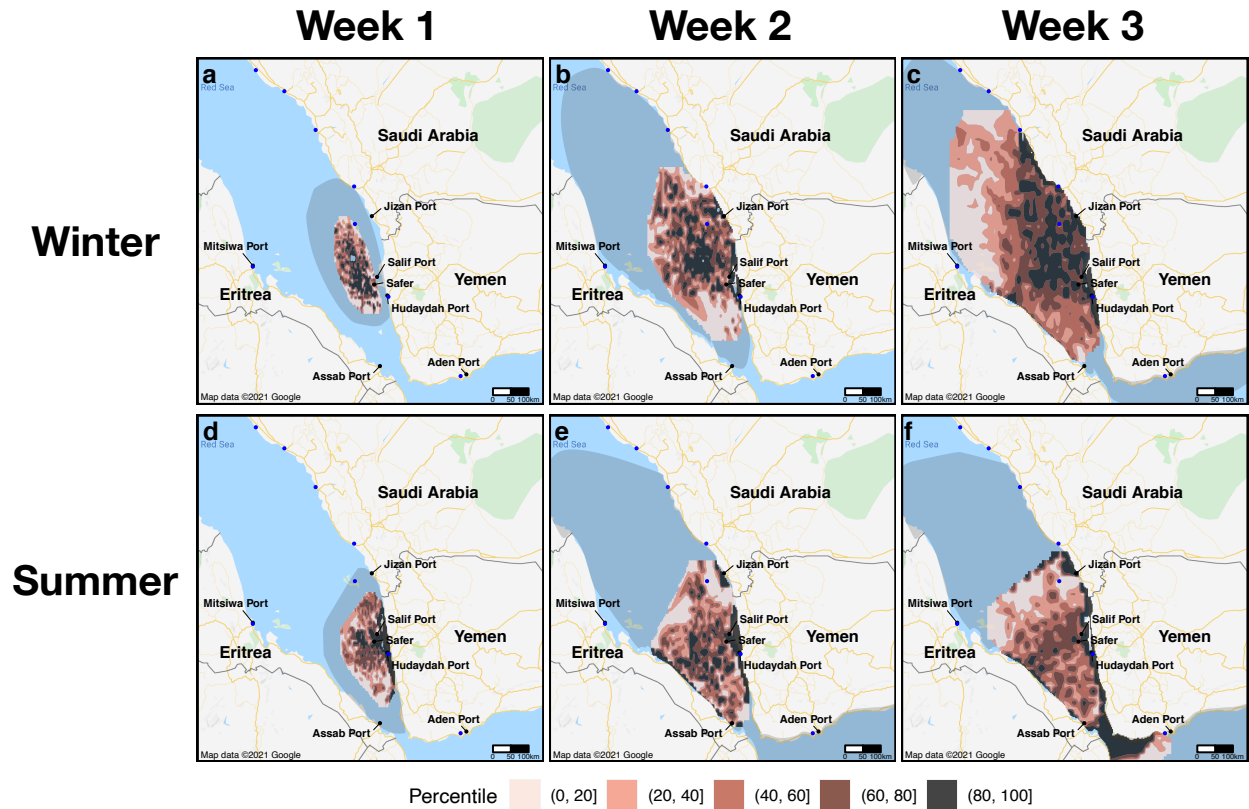 Week 1
Week 2
Week 3
Winter
a
Red Sea
Saudi Arabia
Jizan Port
Mitsiwa Port
Salif Port
Safer
Yemen
Eritrea
Hudaydah Port
Aden Port
Assab Port
Map data ©2021 Google
0 50 100km
b
Saudi Arabia
Jizan Port
Mitsiwa Port
Salif Port
Safer
Yemen
Eritrea
Hudaydah Port
Aden Port
Assab Port
Map data ©2021 Google
0 50 100km
c
Red Sea
Saudi Arabia
Jizan Port
Mitsiwa Port
Salif Port
Safer
Yemen
Eritrea
Hudaydah Port
Aden Port
Assab Port
Map data ©2021 Google
0 50 100km
Summer
d
Red Sea
Saudi Arabia
Jizan Port
Mitsiwa Port
Salif Port
Safer
Yemen
Eritrea
Hudaydah Port
Aden Port
Assab Port
Map data ©2021 Google
0 50 100km
e
Red Sea
Saudi Arabia
Jizan Port
Mitsiwa Port
Salif Port
Safer
Yemen
Eritrea
Hudaydah Port
Aden Port
Assab Port
Map data ©2021 Google
0 50 100km
f
Red Sea
Saudi Arabia
Jizan Port
Mitsiwa Port
Salif Port
Safer
Yemen
Eritrea
Hudaydah Port
Aden Port
Assab Port
Map data ©2021 Google
0 50 100km
Percentile (0, 20] (20, 40] (40, 60] (60, 80] (80, 100]